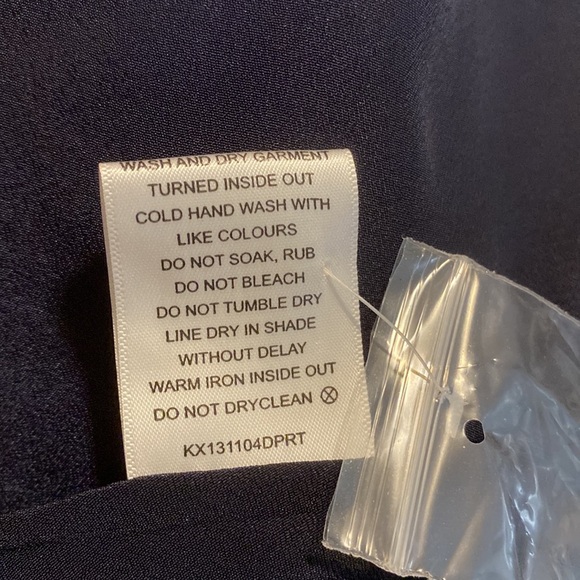 WASH AND DRY GARMENT
TURNED INSIDE OUT
COLD HAND WASH WITH
LIKE COLOURS
DO NOT SOAK, RUB
DO NOT BLEACH
DO NOT TUMBLE DRY
LINE DRY IN SHADE
WITHOUT DELAY
WARM IRON INSIDE OUT
DO NOT DRYCLEAN ⓧ
KX131104DPRT